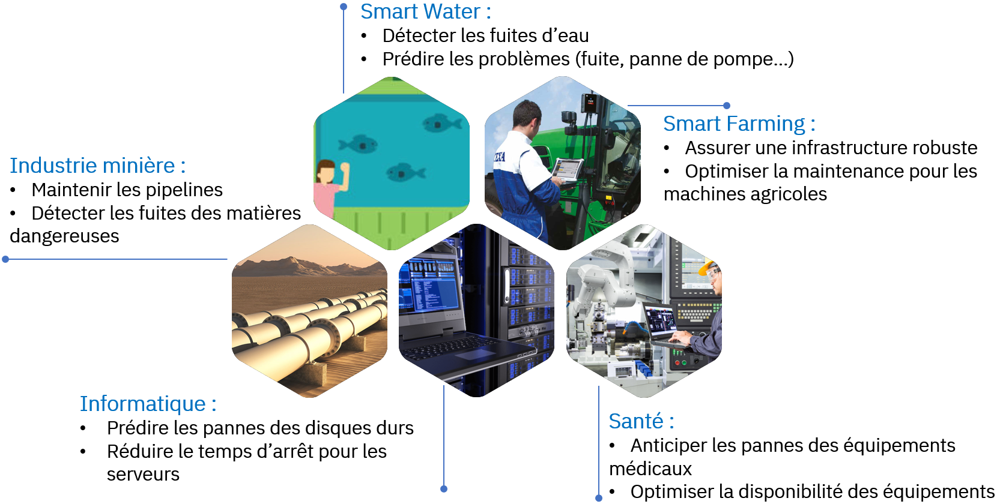 Smart Water :
• Détecter les fuites d’eau
• Prédire les problèmes (fuite, panne de pompe...)
Smart Farming :
• Assurer une infrastructure robuste
• Optimiser la maintenance pour les
machines agricoles
Industrie minière :
• Maintenir les pipelines
• Détecter les fuites des matières
dangereuses
TEXA
Informatique :
• Prédire les pannes des disques durs
• Réduire le temps d’arrêt pour les
serveurs
Santé :
• Anticiper les pannes des équipements
médicaux
• Optimiser la disponibilité des équipements